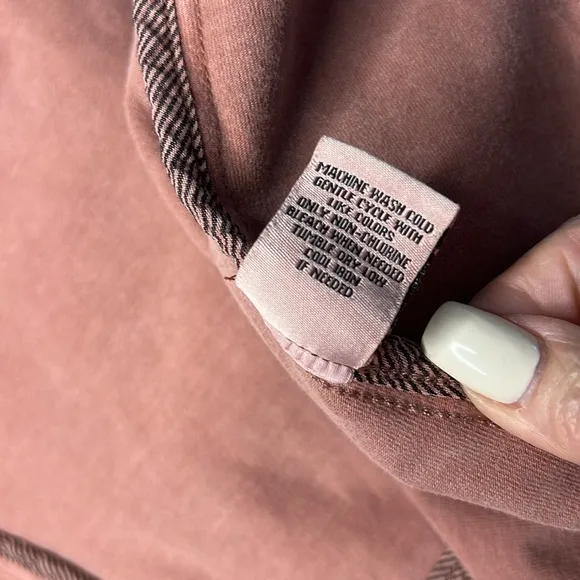 MACHINE WASH COLD
GENTLE CYCLE WITH
LIKE COLORS
ONLY NON-CHLORINE
BLEACH WHEN NEEDED
TUMBLE DRY LOW
COOL IRON
IF NEEDED